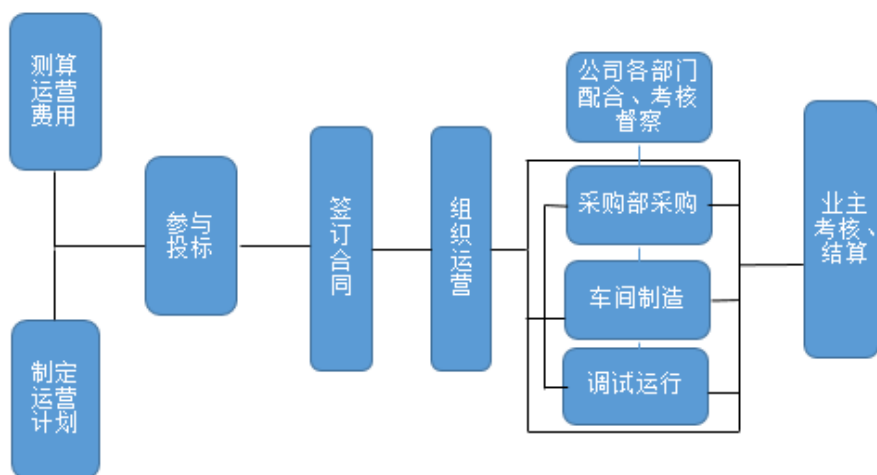 测算
运营
费用
制定
运营
计划
参与
投标
签
订
合
同
组
织
运
营
公司各部门
配合、考核
督察
采购部采购
车间制造
调试运行
业主
考核、
结算